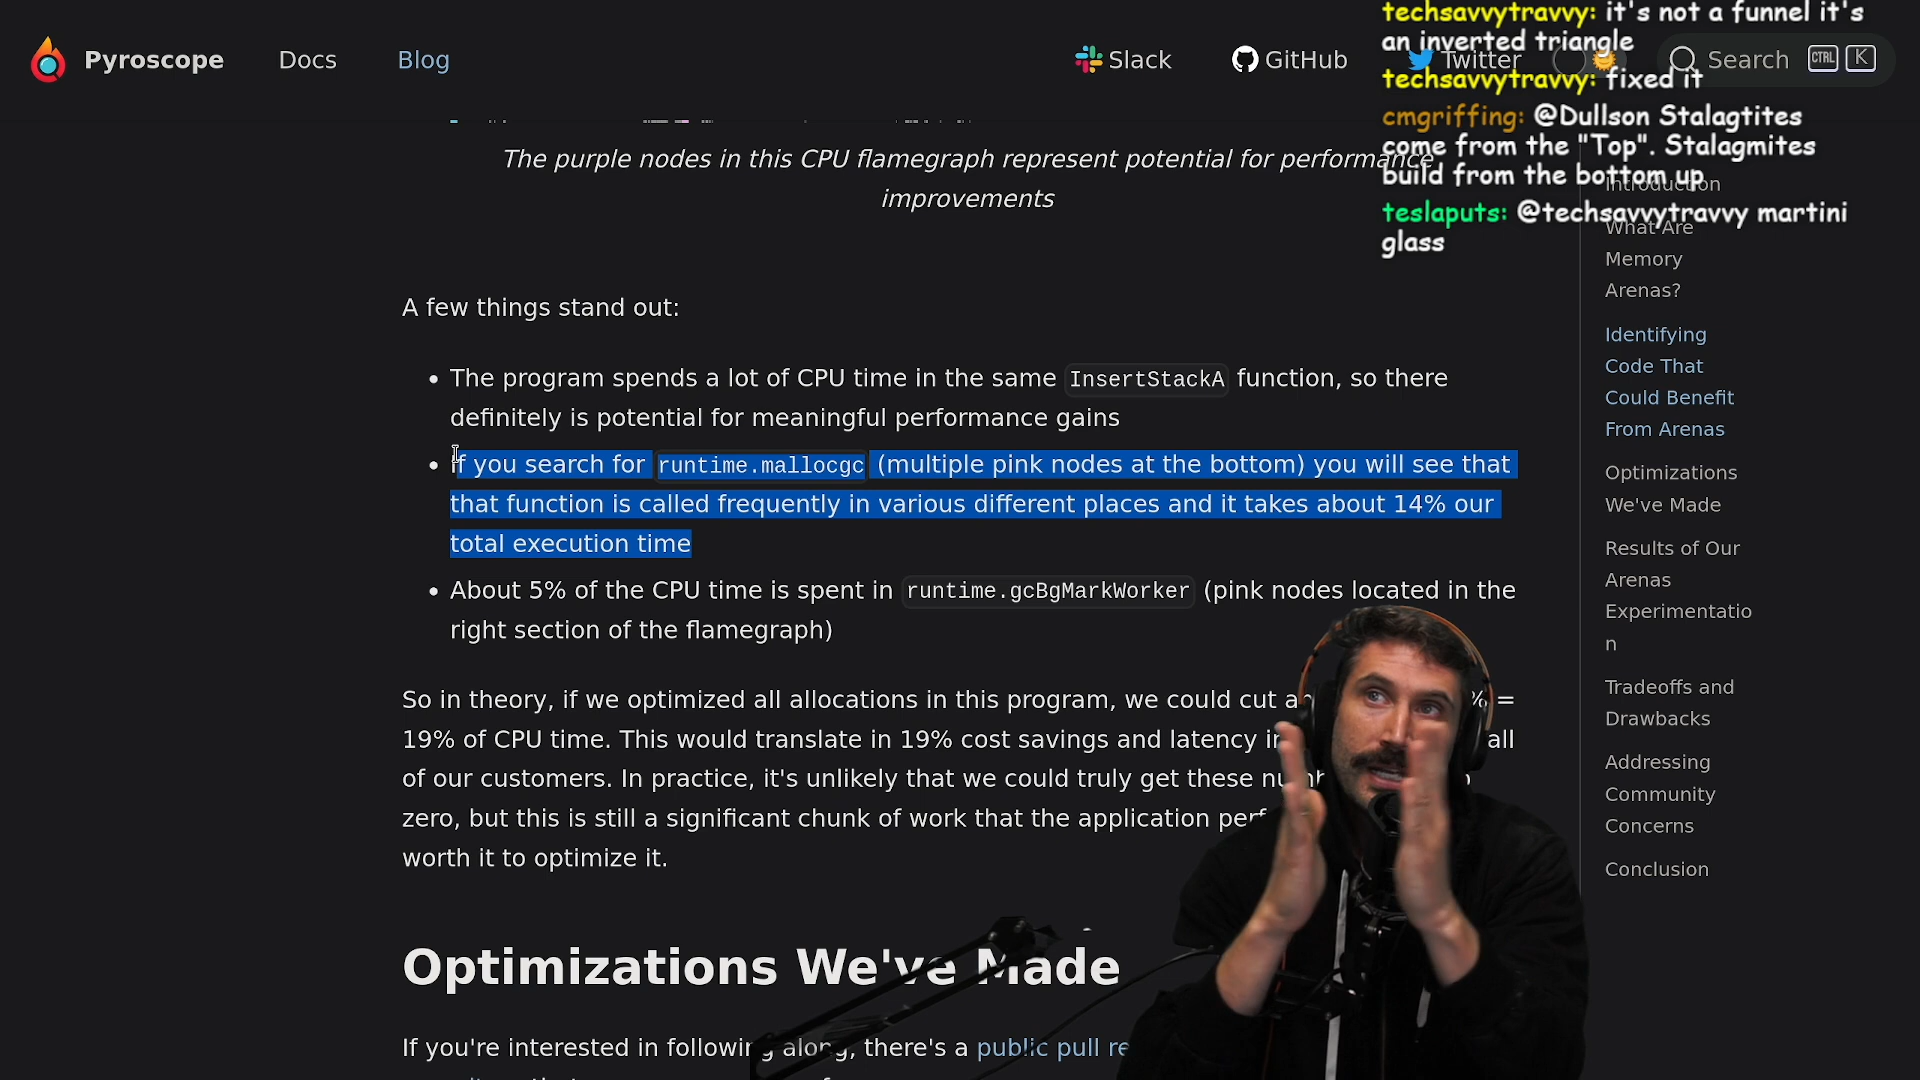 Pyroscope Docs Blog Slack GitHub Twitter Search CTRL K
techsavvytravvy: it's not a funnel it's
an inverted triangle
techsavvytravvy: fixed it
cmgriffing: @Dullson Stalagtites
come from the "Top". Stalagmites
build from the bottom up
teslaputs: @techsavvytravvy martini
glass
The purple nodes in this CPU flamegraph represent potential for performance
improvements
A few things stand out:
• The program spends a lot of CPU time in the same InsertStackA function, so there
definitely is potential for meaningful performance gains
• If you search for runtime.mallocgc (multiple pink nodes at the bottom) you will see that
that function is called frequently in various different places and it takes about 14% our
total execution time
• About 5% of the CPU time is spent in runtime.gcBgMarkWorker (pink nodes located in the
right section of the flamegraph)
So in theory, if we optimized all allocations in this program, we could cut % =
19% of CPU time. This would translate in 19% cost savings and latency all
of our customers. In practice, it's unlikely that we could truly get these
zero, but this is still a significant chunk of work that the application
worth it to optimize it.
Optimizations We've Made
If you're interested in following along, there's a public pull
Introduction
What Are
Memory
Arenas?
Identifying
Code That
Could Benefit
From Arenas
Optimizations
We've Made
Results of Our
Arenas
Experimentatio
n
Tradeoffs and
Drawbacks
Addressing
Community
Concerns
Conclusion